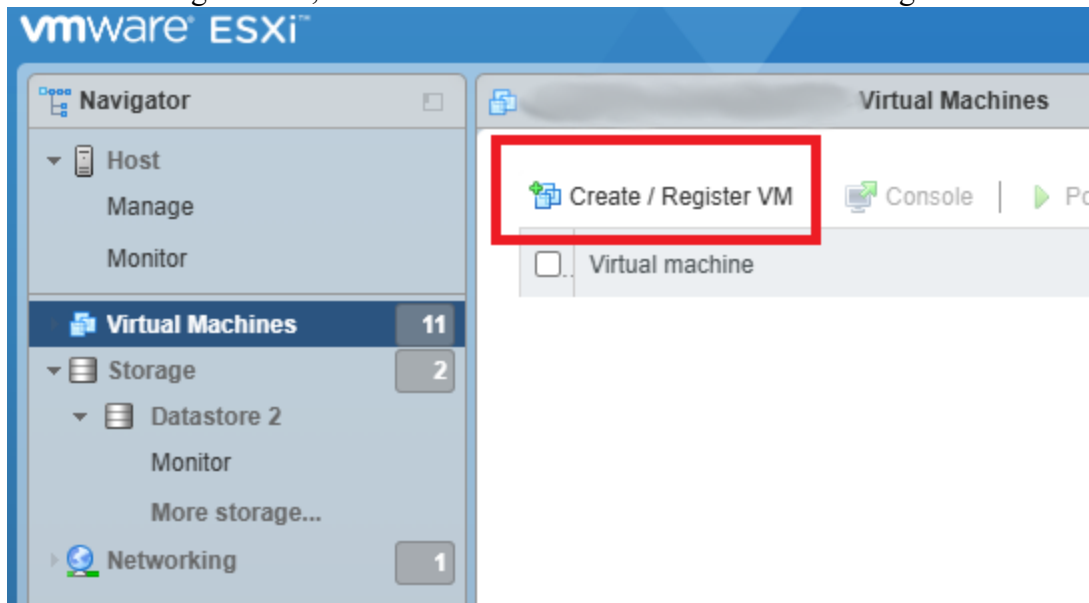 vmware ESXi™
Navigator
Virtual Machines
Host
Manage
Monitor
Virtual Machines 11
Storage 2
Datastore 2
Monitor
More storage...
Networking 1
Create / Register VM
Console
Virtual machine